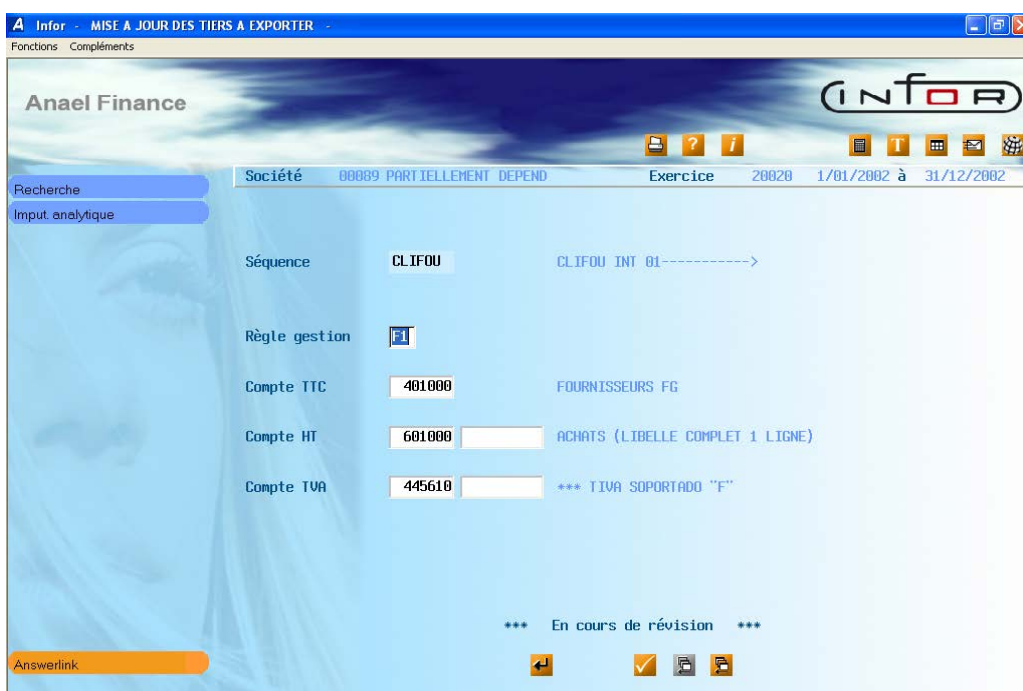 A Infor - MISE A JOUR DES TIERS A EXPORTER -
Fonctions Compléments
Anael Finance
infor
? i T
Recherche
Imput. analytique
Société 00089 PARTIELLEMENT DEPEND Exercice 20020 1/01/2002 à 31/12/2002
Séquence CLIFOU CLIFOU INT 01----------->
Règle gestion F1
Compte TTC 401000 FOURNISSEURS FG
Compte HT 601000 ACHATS (LIBELLE COMPLET 1 LIGNE)
Compte TVA 445610 *** TIVA SOPORTADO "F"
*** En cours de révision ***
Answerlink